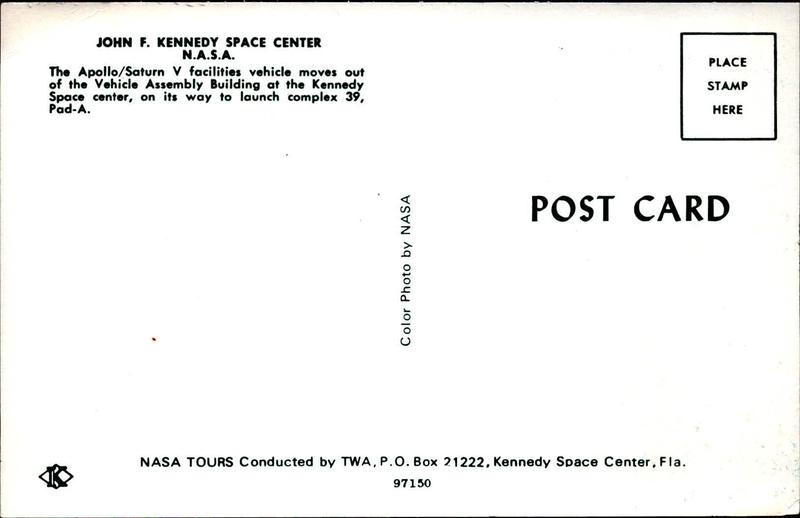 JOHN F. KENNEDY SPACE CENTER
N.A.S.A.
The Apollo/Saturn V facilities vehicle moves out
of the Vehicle Assembly Building at the Kennedy
Space center, on its way to launch complex 39,
Pad-A.
PLACE
STAMP
HERE
POST CARD
Color Photo by NASA
K
NASA TOURS Conducted by TWA, P.O. Box 21222, Kennedy Space Center, Fla.
97150